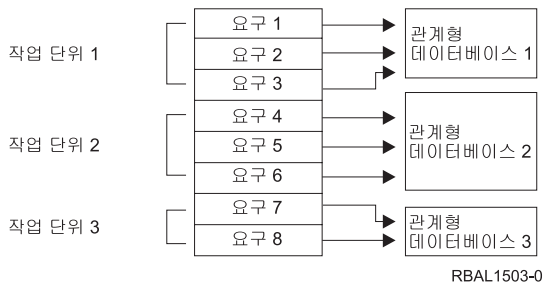 작업 단위 1
작업 단위 2
작업 단위 3
요구 1
요구 2
요구 3
요구 4
요구 5
요구 6
요구 7
요구 8
관계형
데이터베이스 1
관계형
데이터베이스 2
관계형
데이터베이스 3
RBAL1503-0